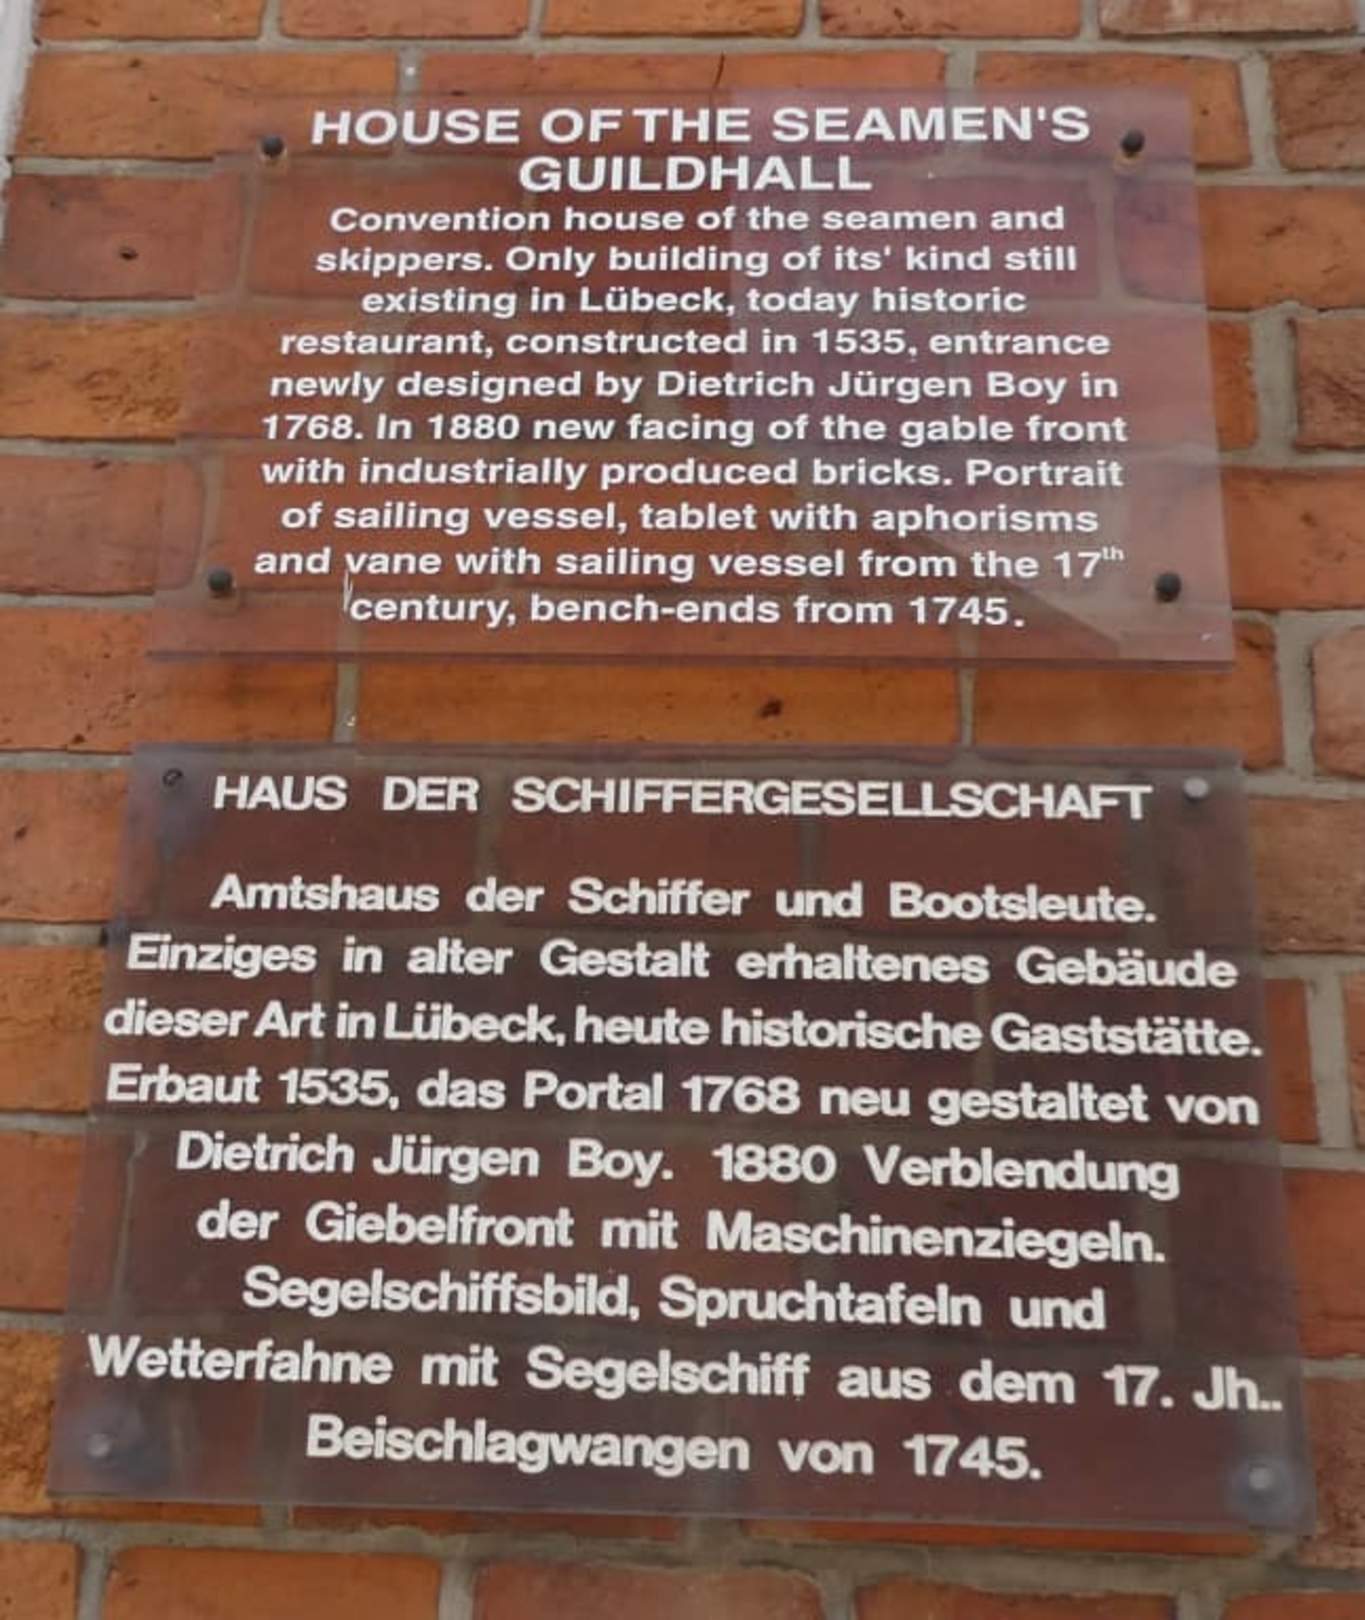 HOUSE OF THE SEAMEN'S
GUILDHALL
Convention house of the seamen and
skippers. Only building of its' kind still
existing in Lübeck, today historic
restaurant, constructed in 1535, entrance
newly designed by Dietrich Jürgen Boy in
1768. In 1880 new facing of the gable front
with industrially produced bricks. Portrait
of sailing vessel, tablet with aphorisms
and vane with sailing vessel from the 17th
century, bench-ends from 1745.
HAUS DER SCHIFFERGESELLSCHAFT
Amtshaus der Schiffer und Bootsleute.
Einziges in alter Gestalt erhaltenes Gebäude
dieser Art in Lübeck, heute historische Gaststätte.
Erbaut 1535, das Portal 1768 neu gestaltet von
Dietrich Jürgen Boy. 1880 Verblendung
der Giebelfront mit Maschinenziegeln.
Segelschiffsbild, Spruchtafeln und
Wetterfahne mit Segelschiff aus dem 17. Jh..
Beischlagwangen von 1745.